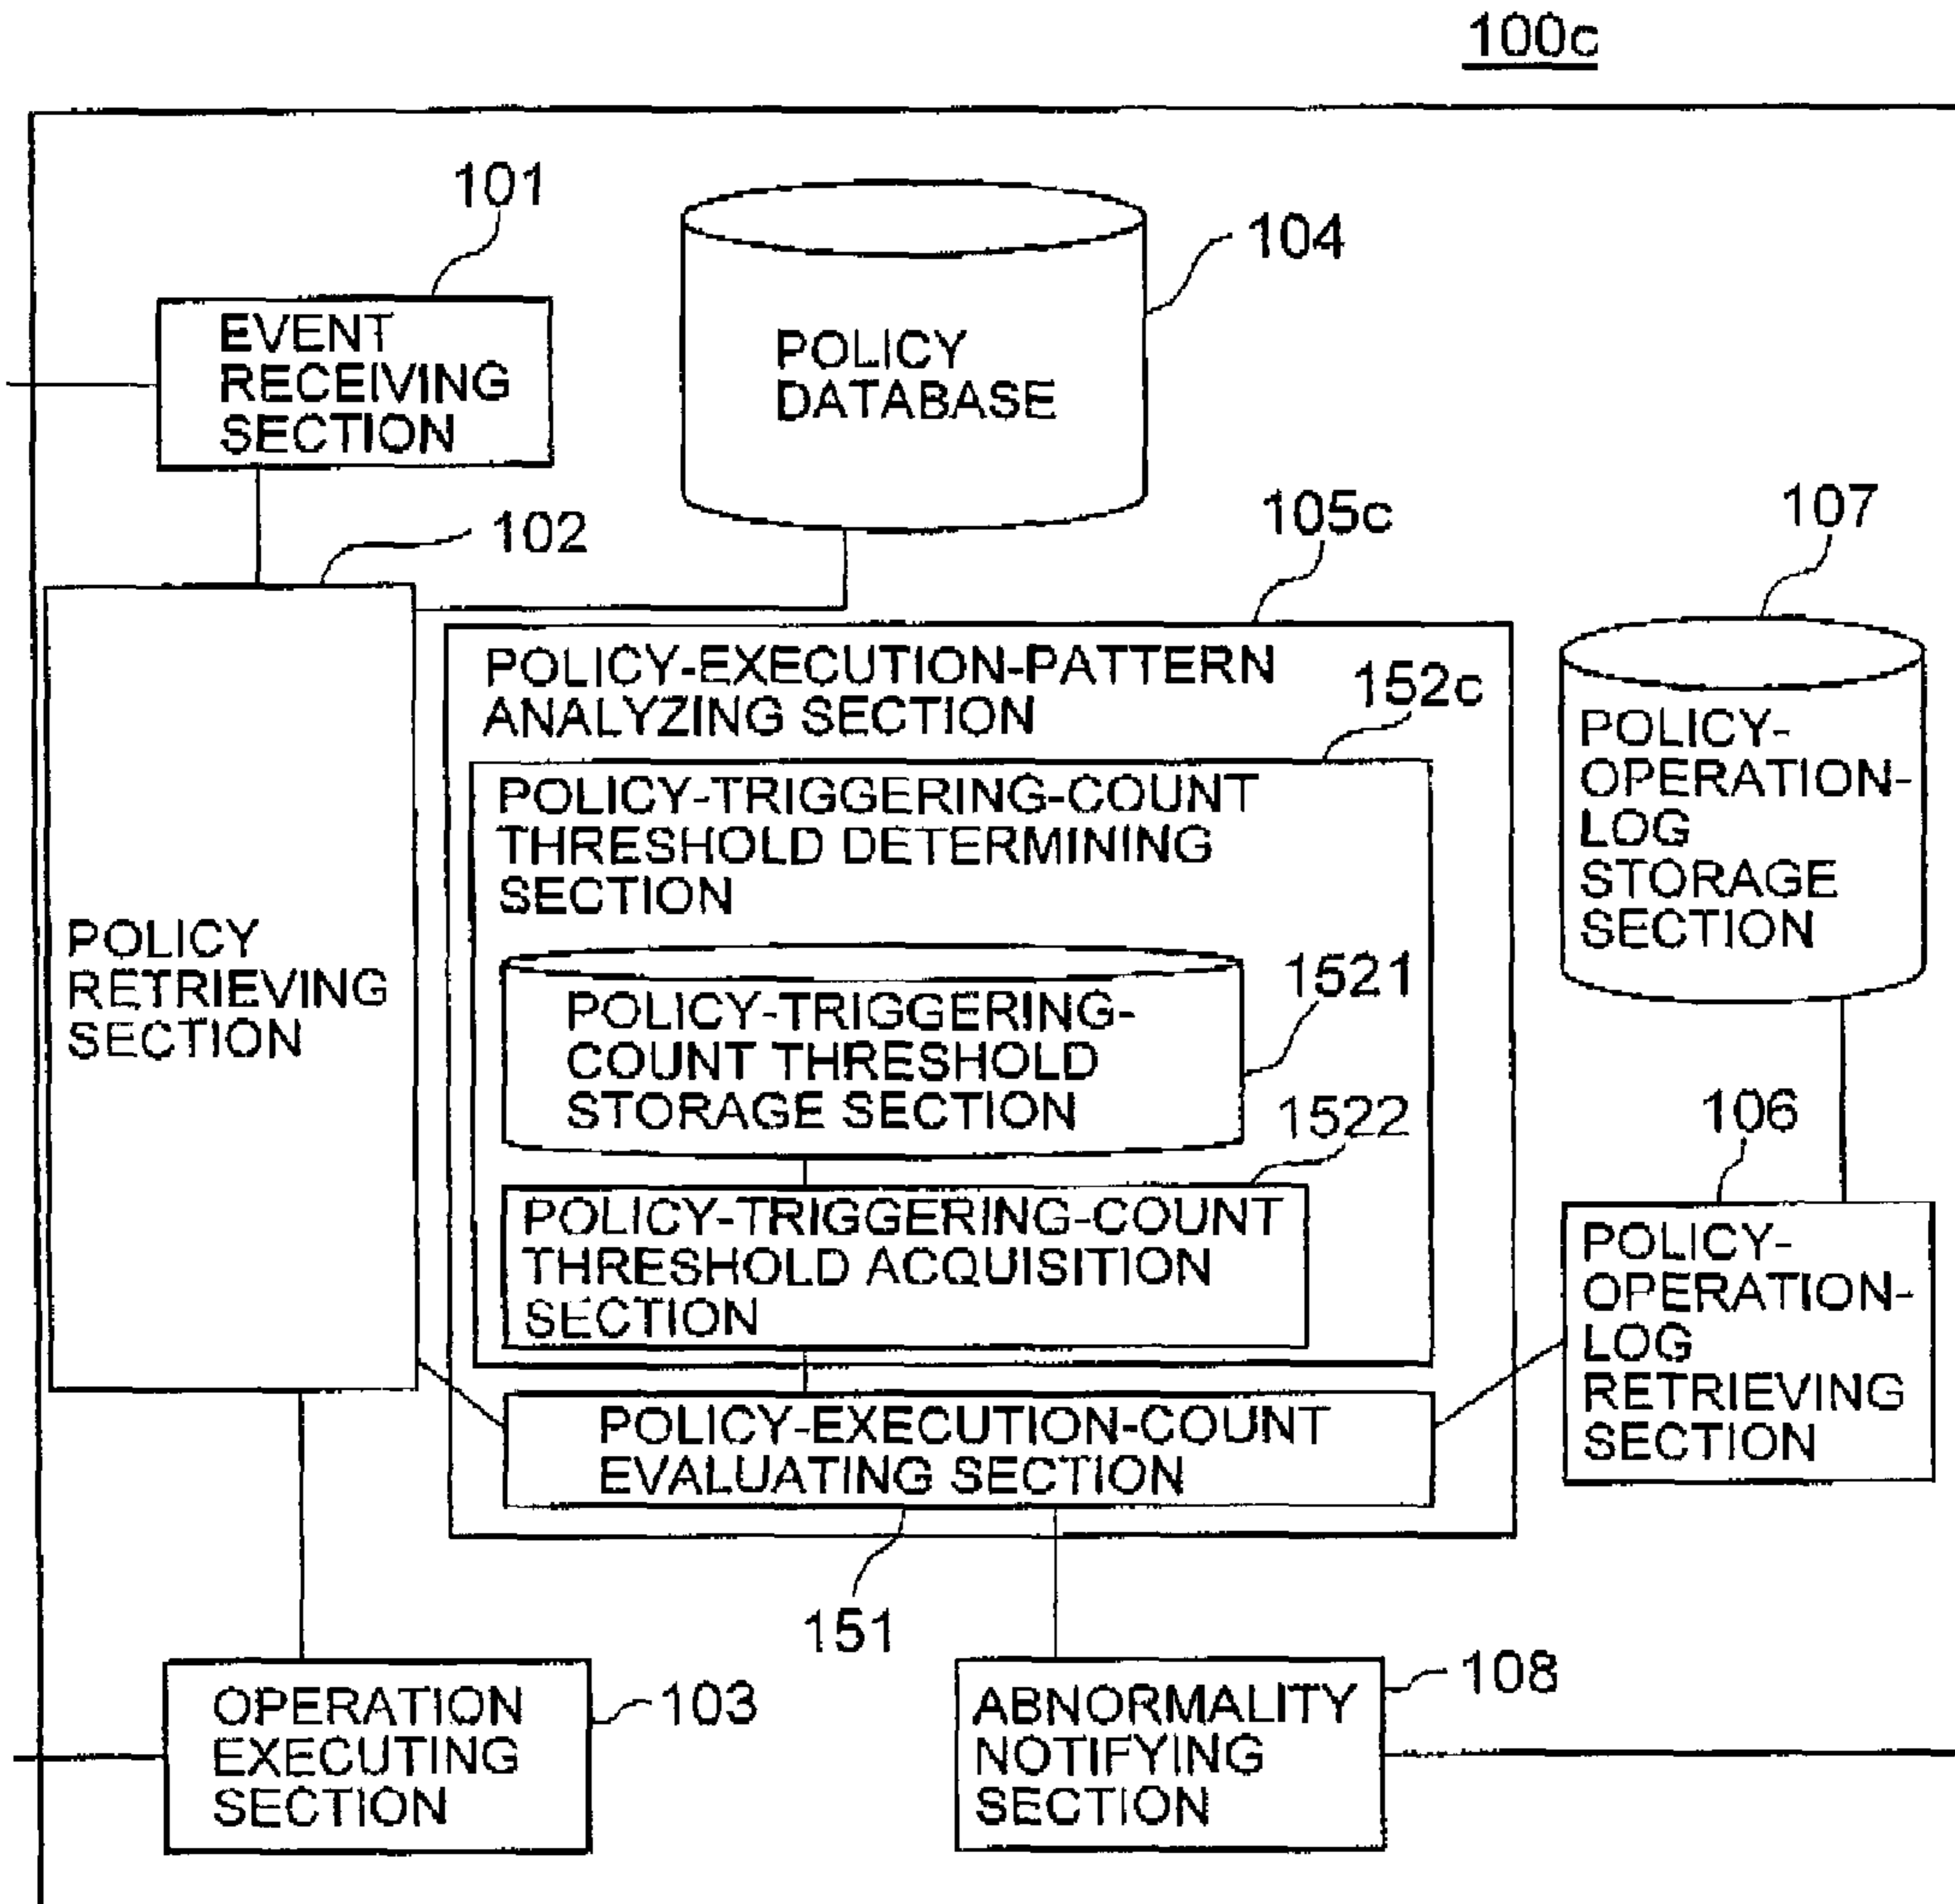 100c
101
EVENT
RECEIVING
SECTION
104
POLICY
DATABASE
102
POLICY
RETRIEVING
SECTION
105c
POLICY-EXECUTION-PATTERN
ANALYZING SECTION
152c
POLICY-TRIGGERING-COUNT
THRESHOLD DETERMINING
SECTION
1521
POLICY-TRIGGERING-
COUNT THRESHOLD
STORAGE SECTION
1522
POLICY-TRIGGERING-COUNT
THRESHOLD ACQUISITION
SECTION
POLICY-EXECUTION-COUNT
EVALUATING SECTION
151
107
POLICY-
OPERATION-
LOG
STORAGE
SECTION
106
POLICY-
OPERATION-
LOG
RETRIEVING
SECTION
OPERATION
EXECUTING
SECTION
103
ABNORMALITY
NOTIFYING
SECTION
108